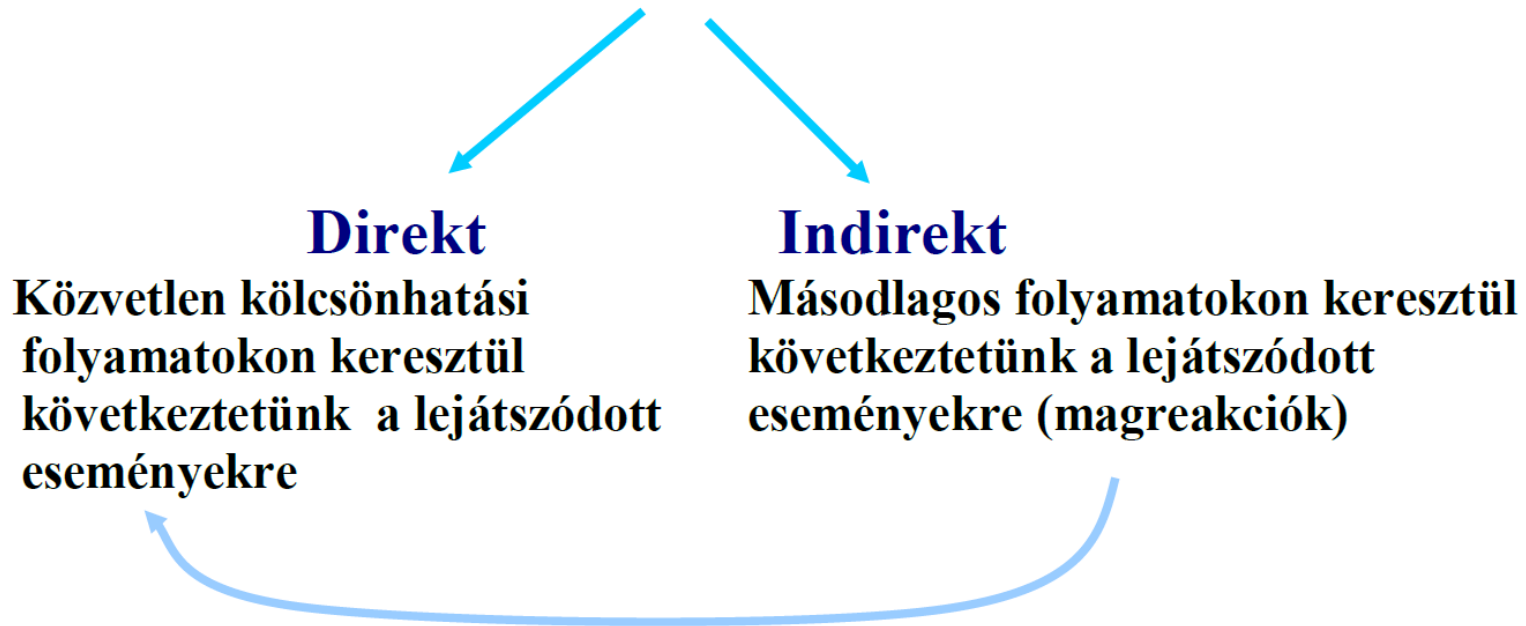 Direkt
Közvetlen kölcsönhatási
folyamatokon keresztül
következtetünk a lejátszódott
eseményekre
Indirekt
Másodlagos folyamatokon keresztül
következtetünk a lejátszódott
eseményekre (magreakciók)